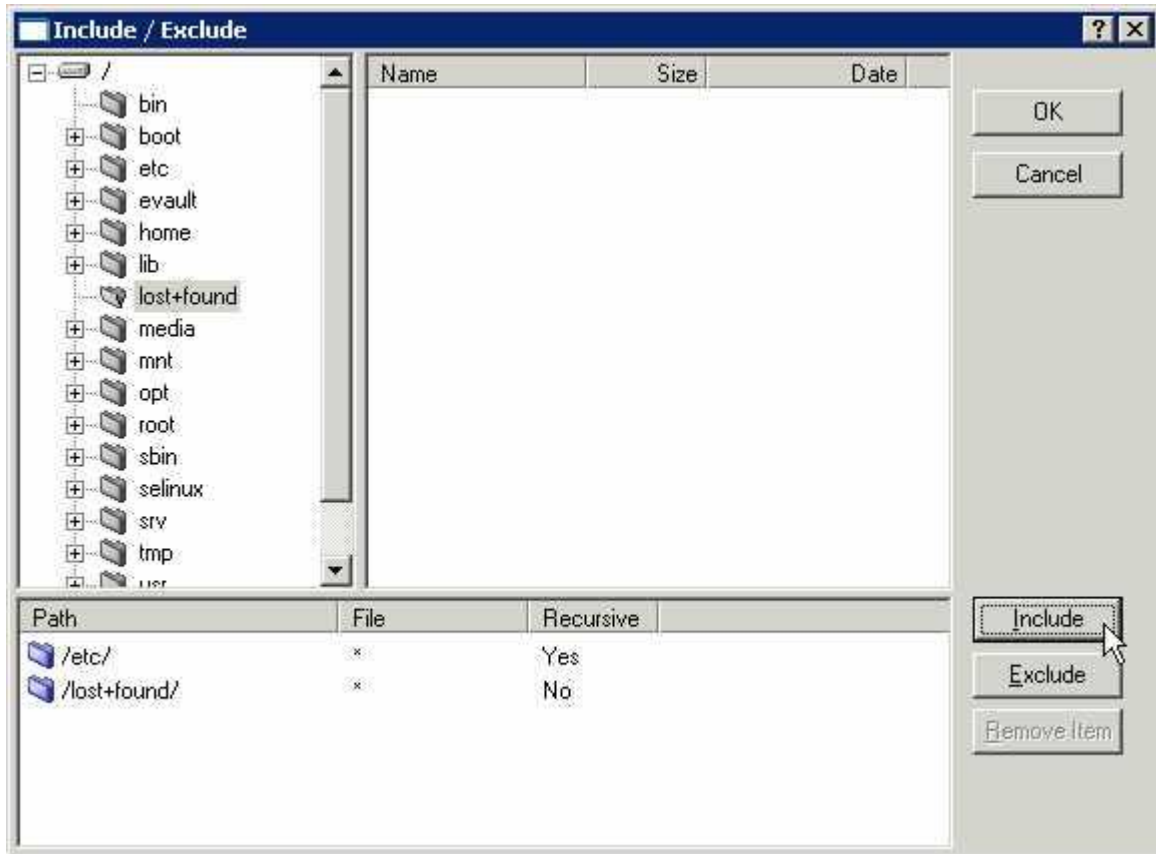 Include / Exclude
/
bin
boot
etc
evault
home
lib
lost+found
media
mnt
opt
root
sbin
selinux
srv
tmp
usr
Name Size Date
OK
Cancel
Path File Recursive
/etc/ * Yes
/lost+found/ * No
Include
Exclude
Remove Item